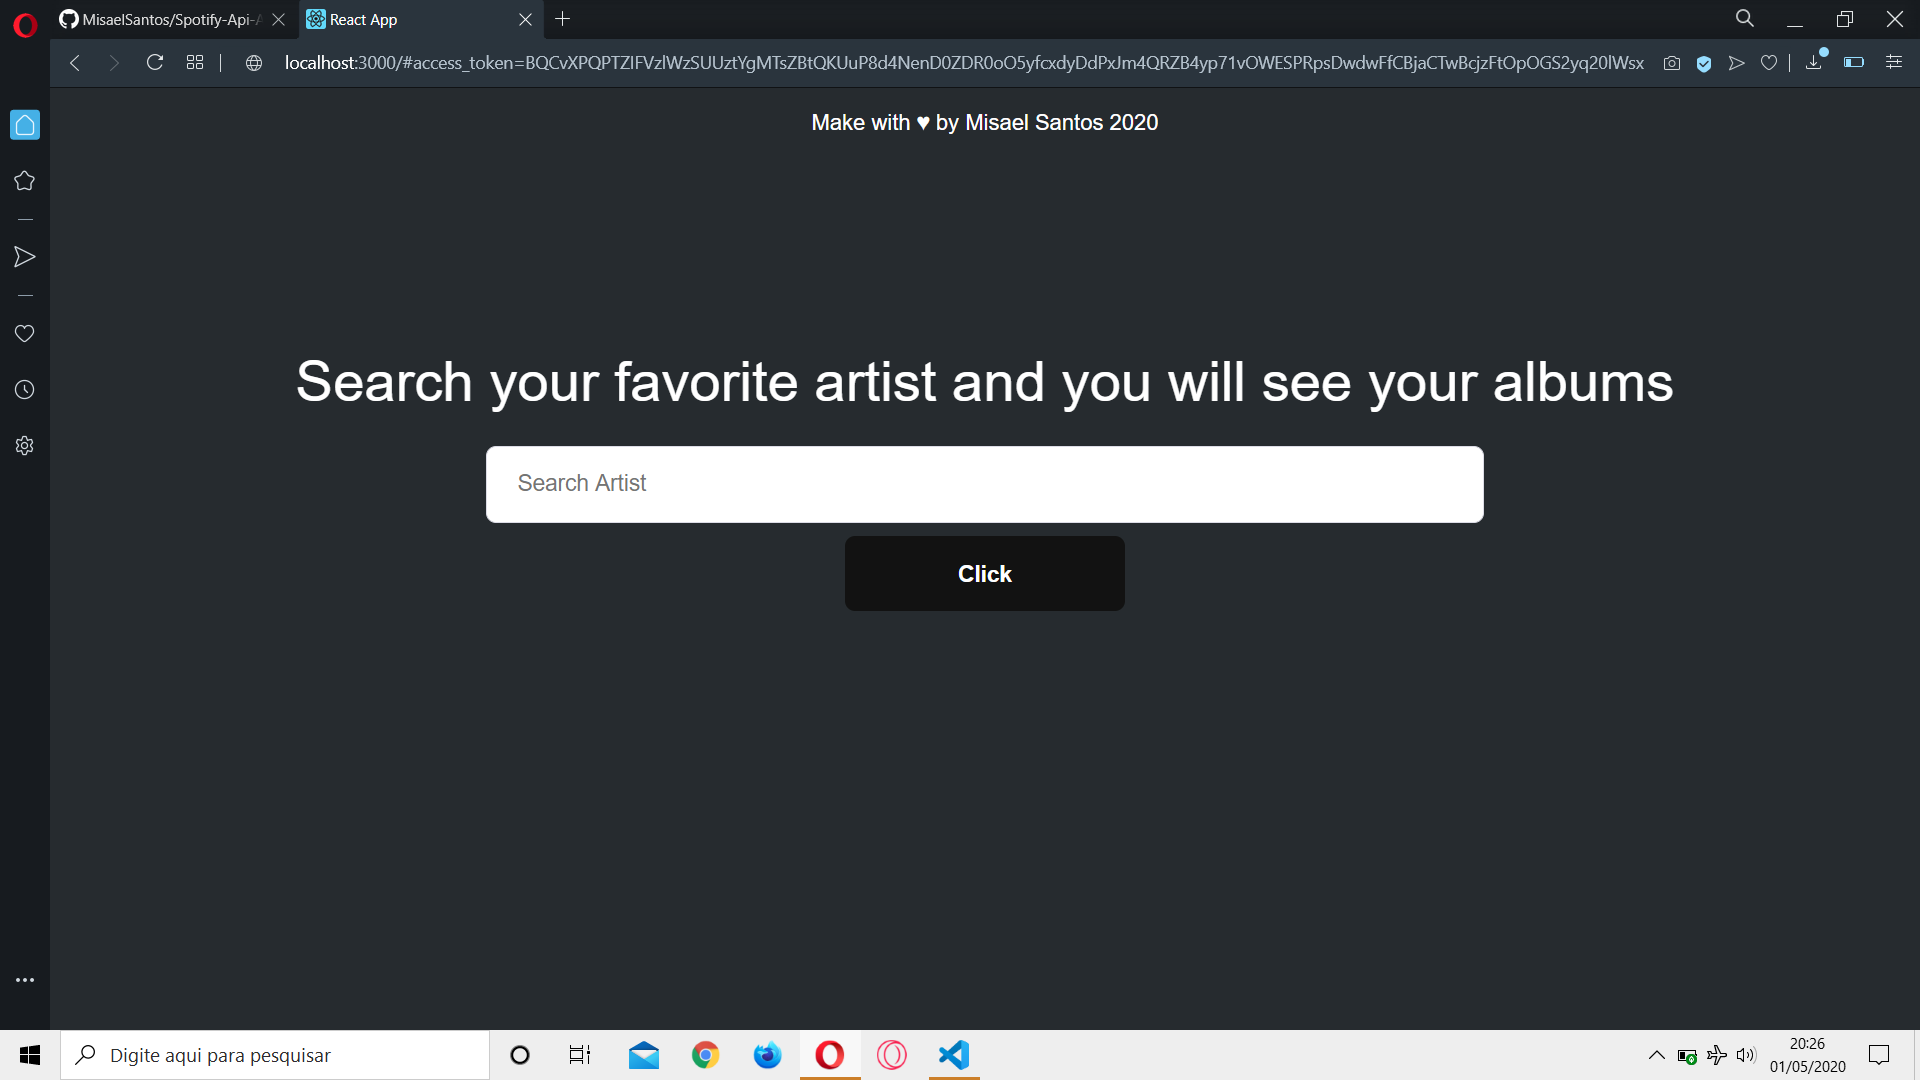 MisaelSantos/Spotify-Api-A
React App
localhost:3000/#access_token=BQCvXPQPTZIFVzlWzSUUztYgMTsZBtQKUuP8d4NenD0ZDR0oO5yfcxdyDdPxJm4QRZB4yp71vOWESPRpsDwdwFfCBjaCTwBcjzFtOpOGS2yq20lWsx
Make with ♥ by Misael Santos 2020
Search your favorite artist and you will see your albums
Search Artist
Click
Digite aqui para pesquisar
20:26
01/05/2020